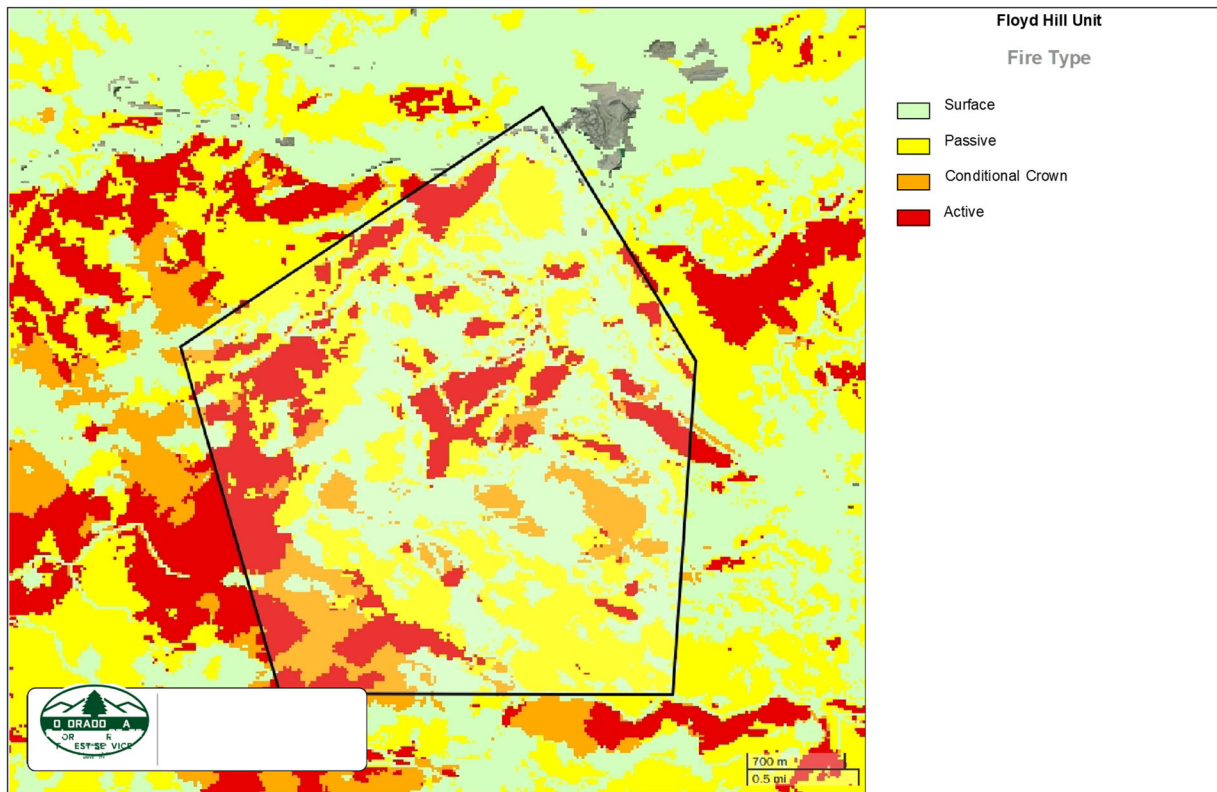 Floyd Hill Unit
Fire Type
Surface
Passive
Conditional Crown
Active
700 m
0.5 mi